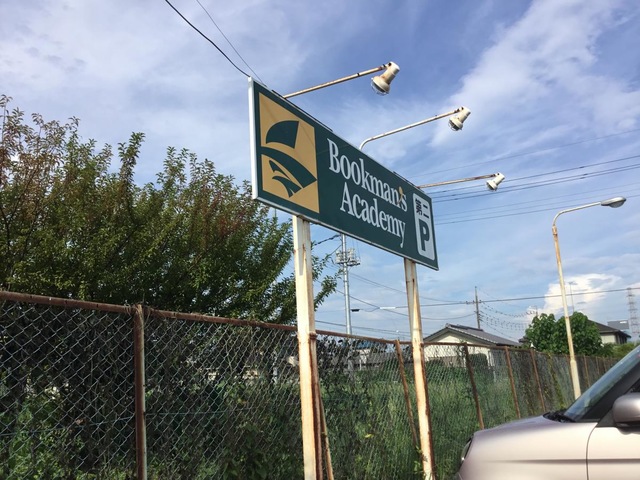 Bookman's
Academy
第二
P